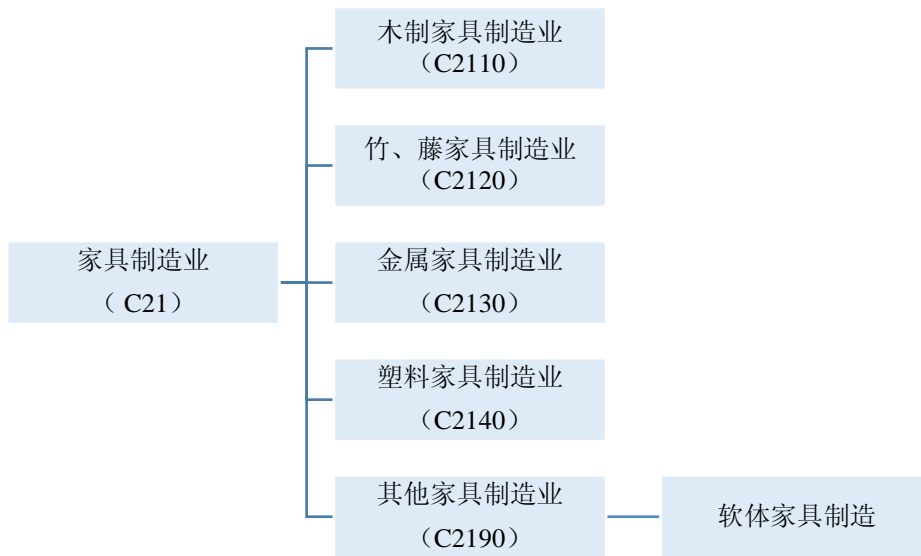 木制家具制造业
（C2110）
竹、藤家具制造业
（C2120）
家具制造业
（ C21）
金属家具制造业
（C2130）
塑料家具制造业
（C2140）
其他家具制造业
（C2190）
软体家具制造